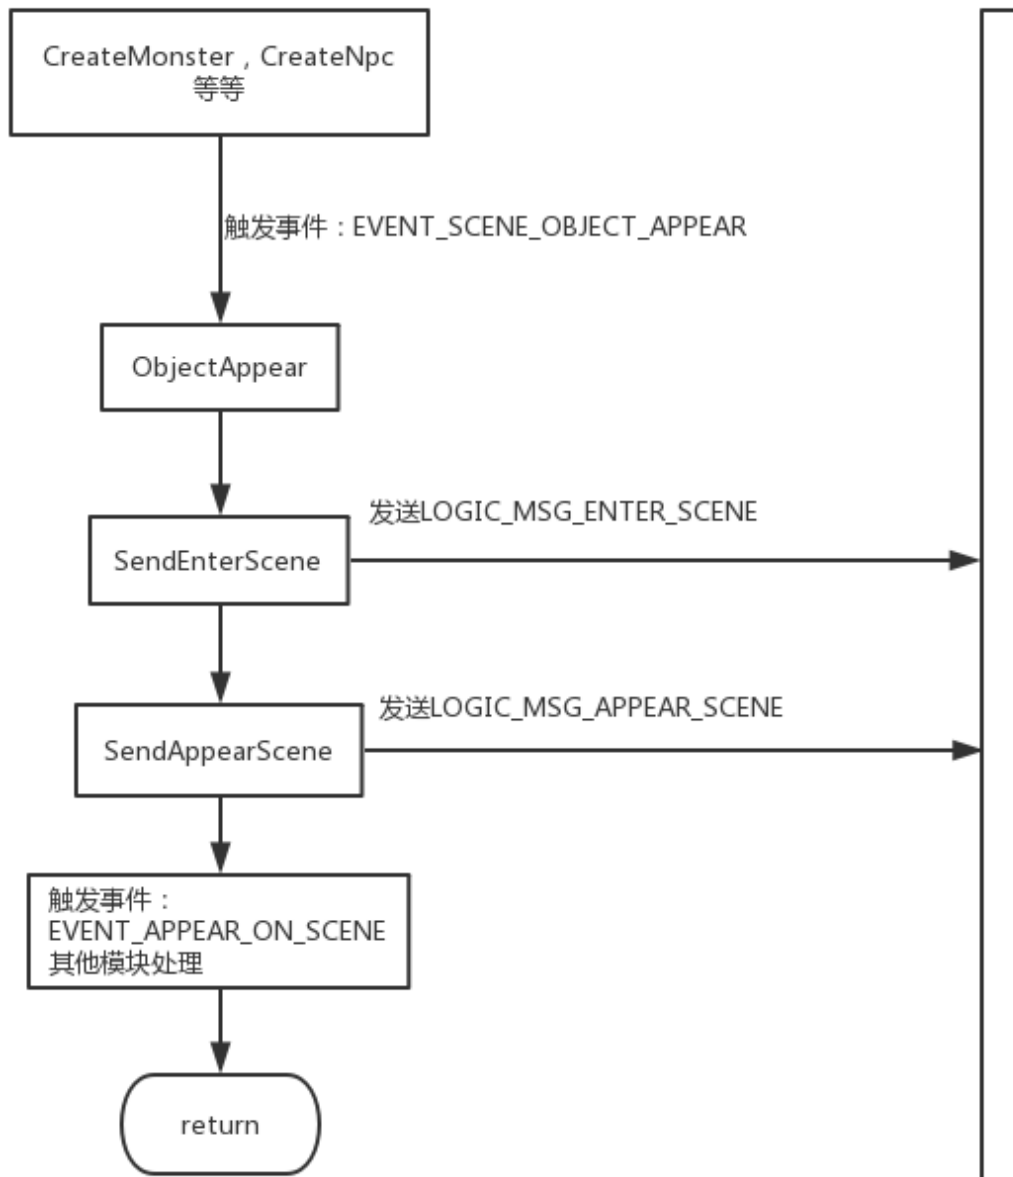 CreateMonster，CreateNpc
等等
触发事件：EVENT_SCENE_OBJECT_APPEAR
ObjectAppear
发送LOGIC_MSG_ENTER_SCENE
SendEnterScene
发送LOGIC_MSG_APPEAR_SCENE
SendAppearScene
触发事件：
EVENT_APPEAR_ON_SCENE
其他模块处理
return